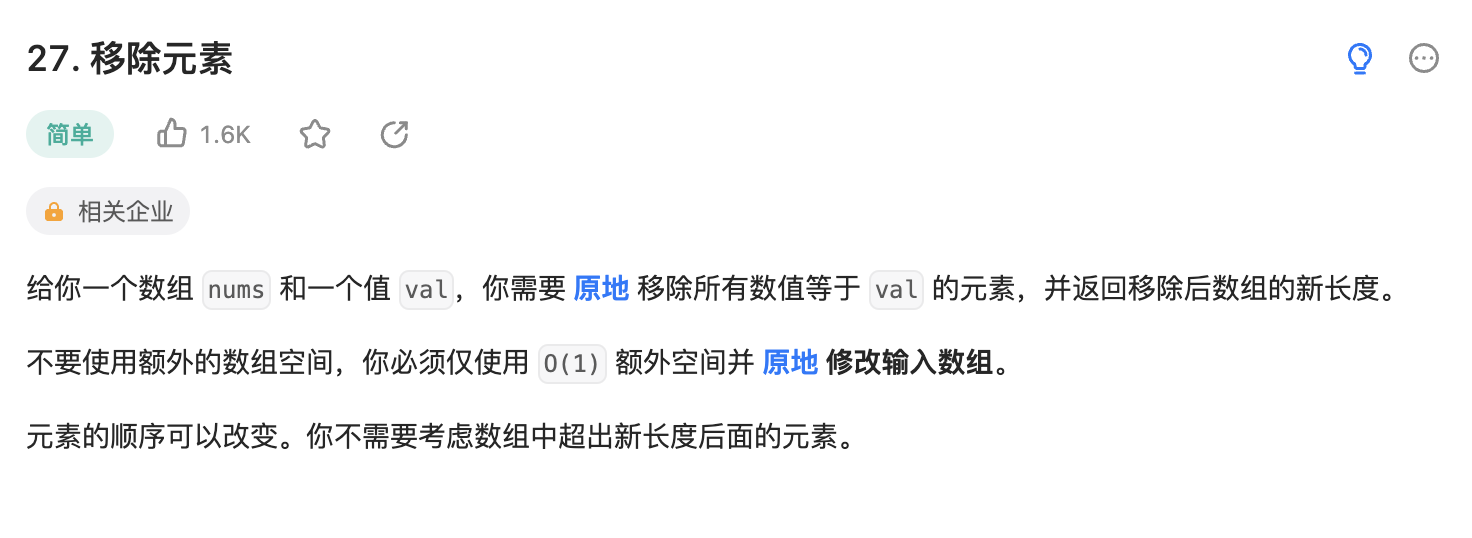 27. 移除元素
简单 1.6K
相关企业
给你一个数组 nums 和一个值 val，你需要 原地 移除所有数值等于 val 的元素，并返回移除后数组的新长度。
不要使用额外的数组空间，你必须仅使用 O(1) 额外空间并 原地 修改输入数组。
元素的顺序可以改变。你不需要考虑数组中超出新长度后面的元素。